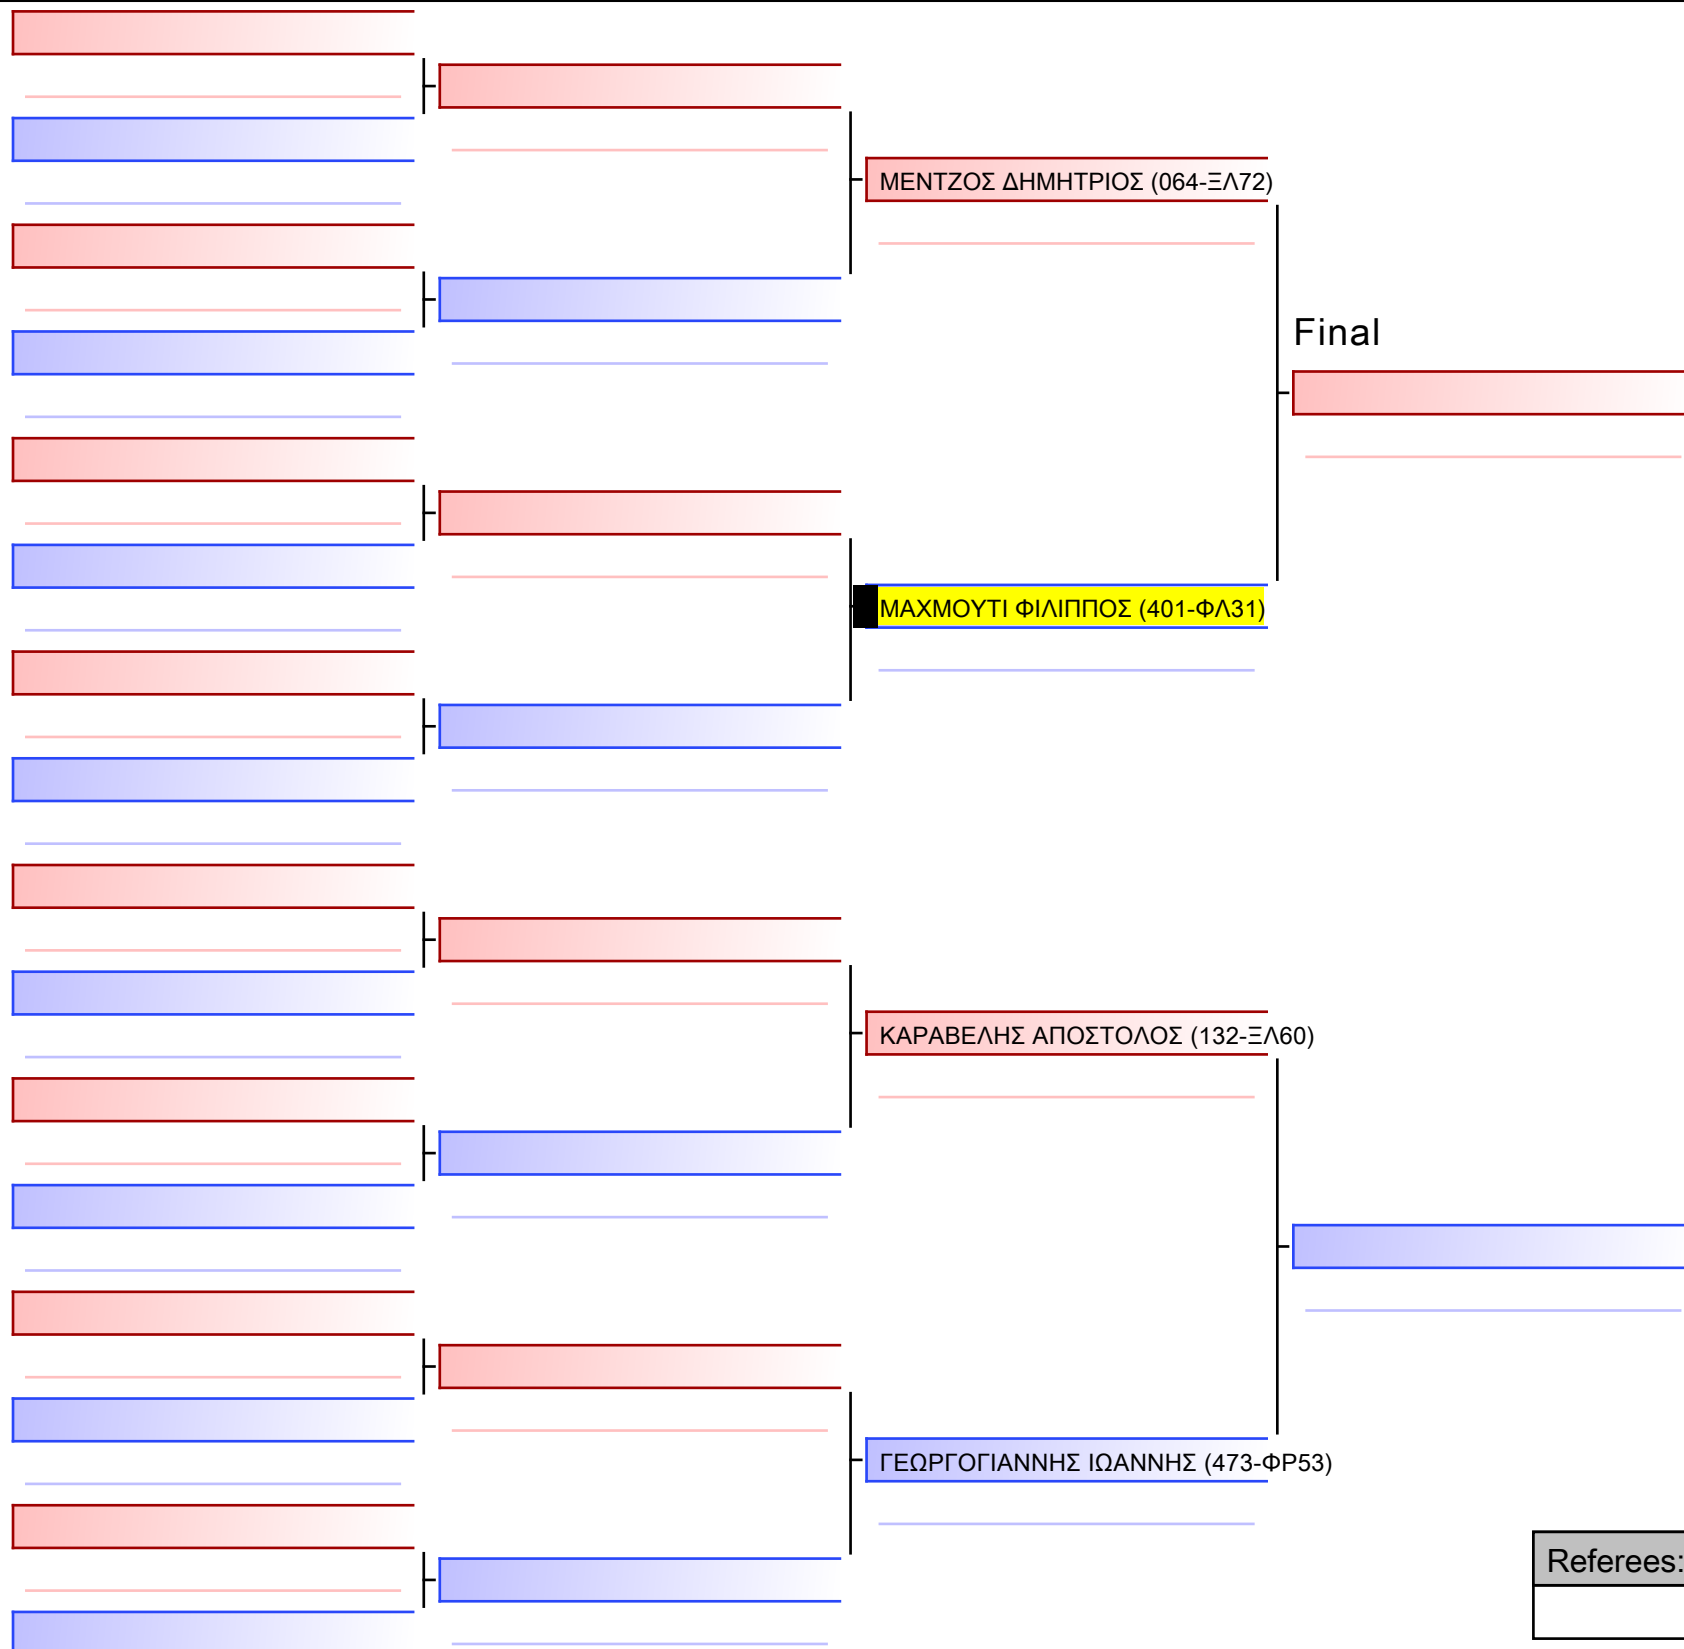 ΜΕΝΤΖΟΣ ΔΗΜΗΤΡΙΟΣ (064-ΞΛ72)
Final
ΜΑΧΜΟΥΤΙ ΦΙΛΙΠΠΟΣ (401-ΦΛ31)
ΚΑΡΑΒΕΛΗΣ ΑΠΟΣΤΟΛΟΣ (132-ΞΛ60)
ΓΕΩΡΓΟΓΙΑΝΝΗΣ ΙΩΑΝΝΗΣ (473-ΦΡ53)
Referees: